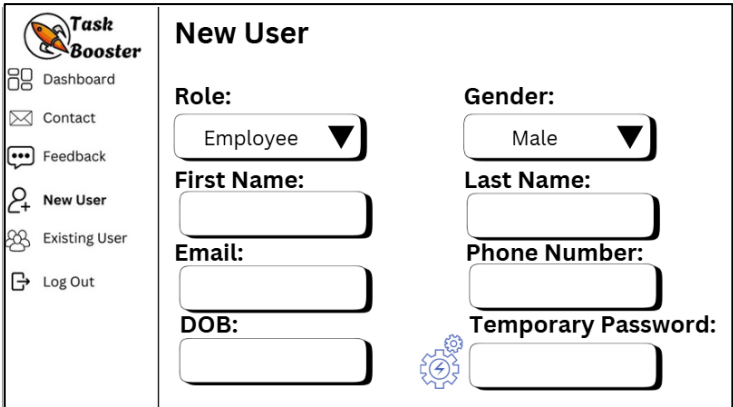 Task
Booster
Dashboard
Contact
Feedback
New User
Existing User
Log Out
New User
Role:
Gender:
Employee
Male
First Name:
Last Name:
Email:
Phone Number:
DOB:
Temporary Password: